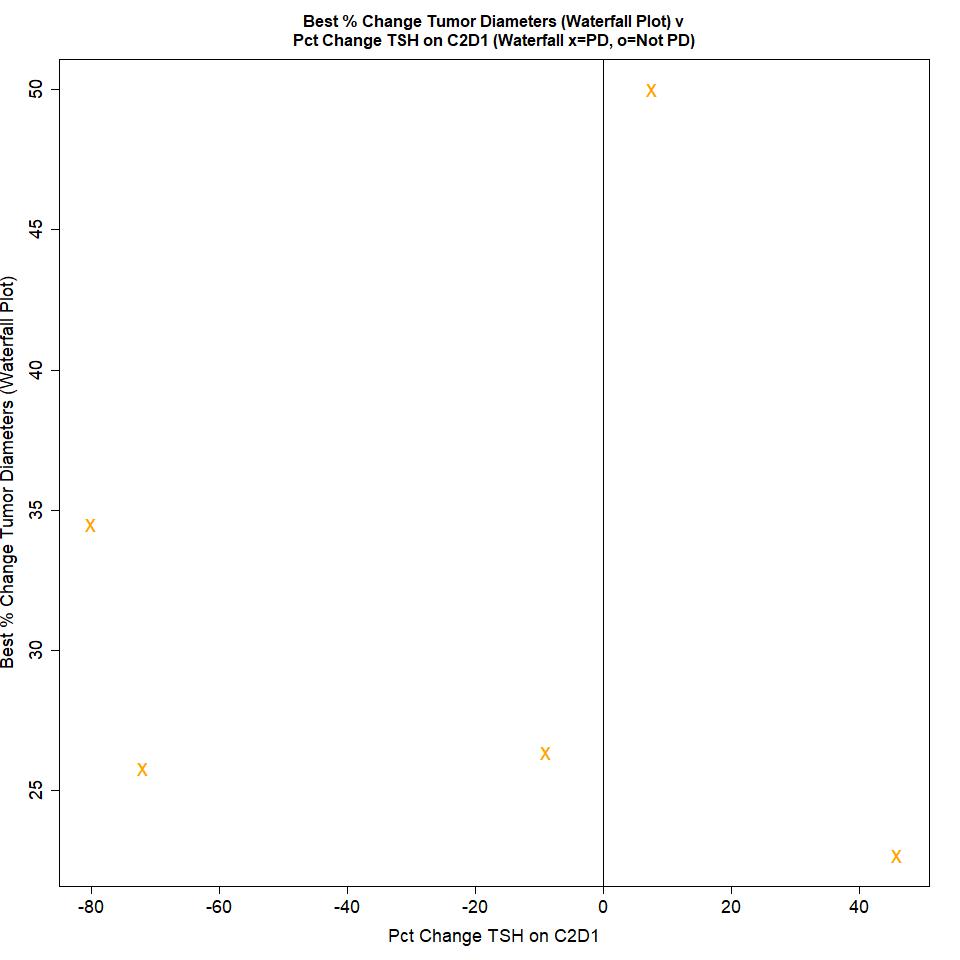 Best % Change Tumor Diameters (Waterfall Plot) v
Pct Change TSH on C2D1 (Waterfall x=PD, o=Not PD)
Best % Change Tumor Diameters (Waterfall Plot)
50
45
40
35
30
25
X
X
X
X
X
-80
-60
-40
-20
0
20
40
Pct Change TSH on C2D1